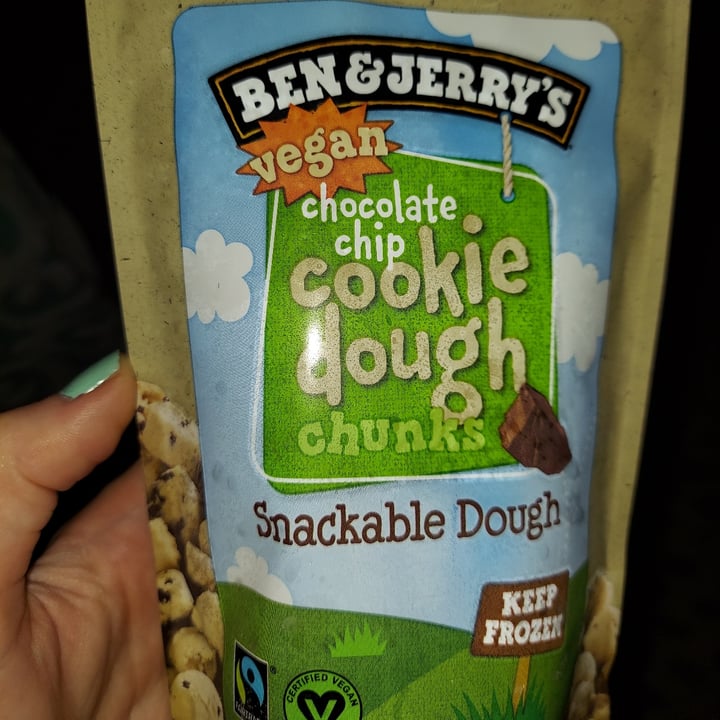 BEN & JERRY'S
vegan
chocolate
chip
cookie
dough
chunks
Snackable Dough
KEEP
FROZEN
CERTIFIED VEGAN
V